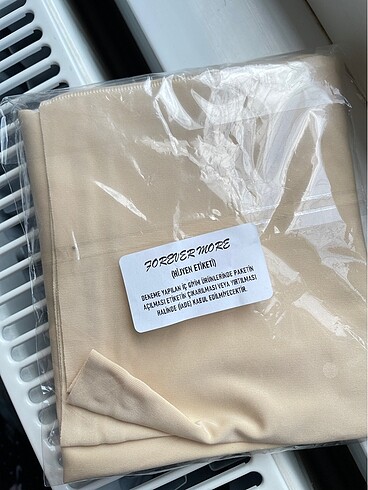 FOREVER MORE
(HİJYEN ETİKETİ)
DENEME YAPILAN İÇ GİYİM ÜRÜNLERİNDE PAKETİN
AÇILMASI ETİKETİN ÇIKARILMASI VEYA YIRTILMASI
HALİNDE (İADE) KABUL EDİLMEYECEKTİR.